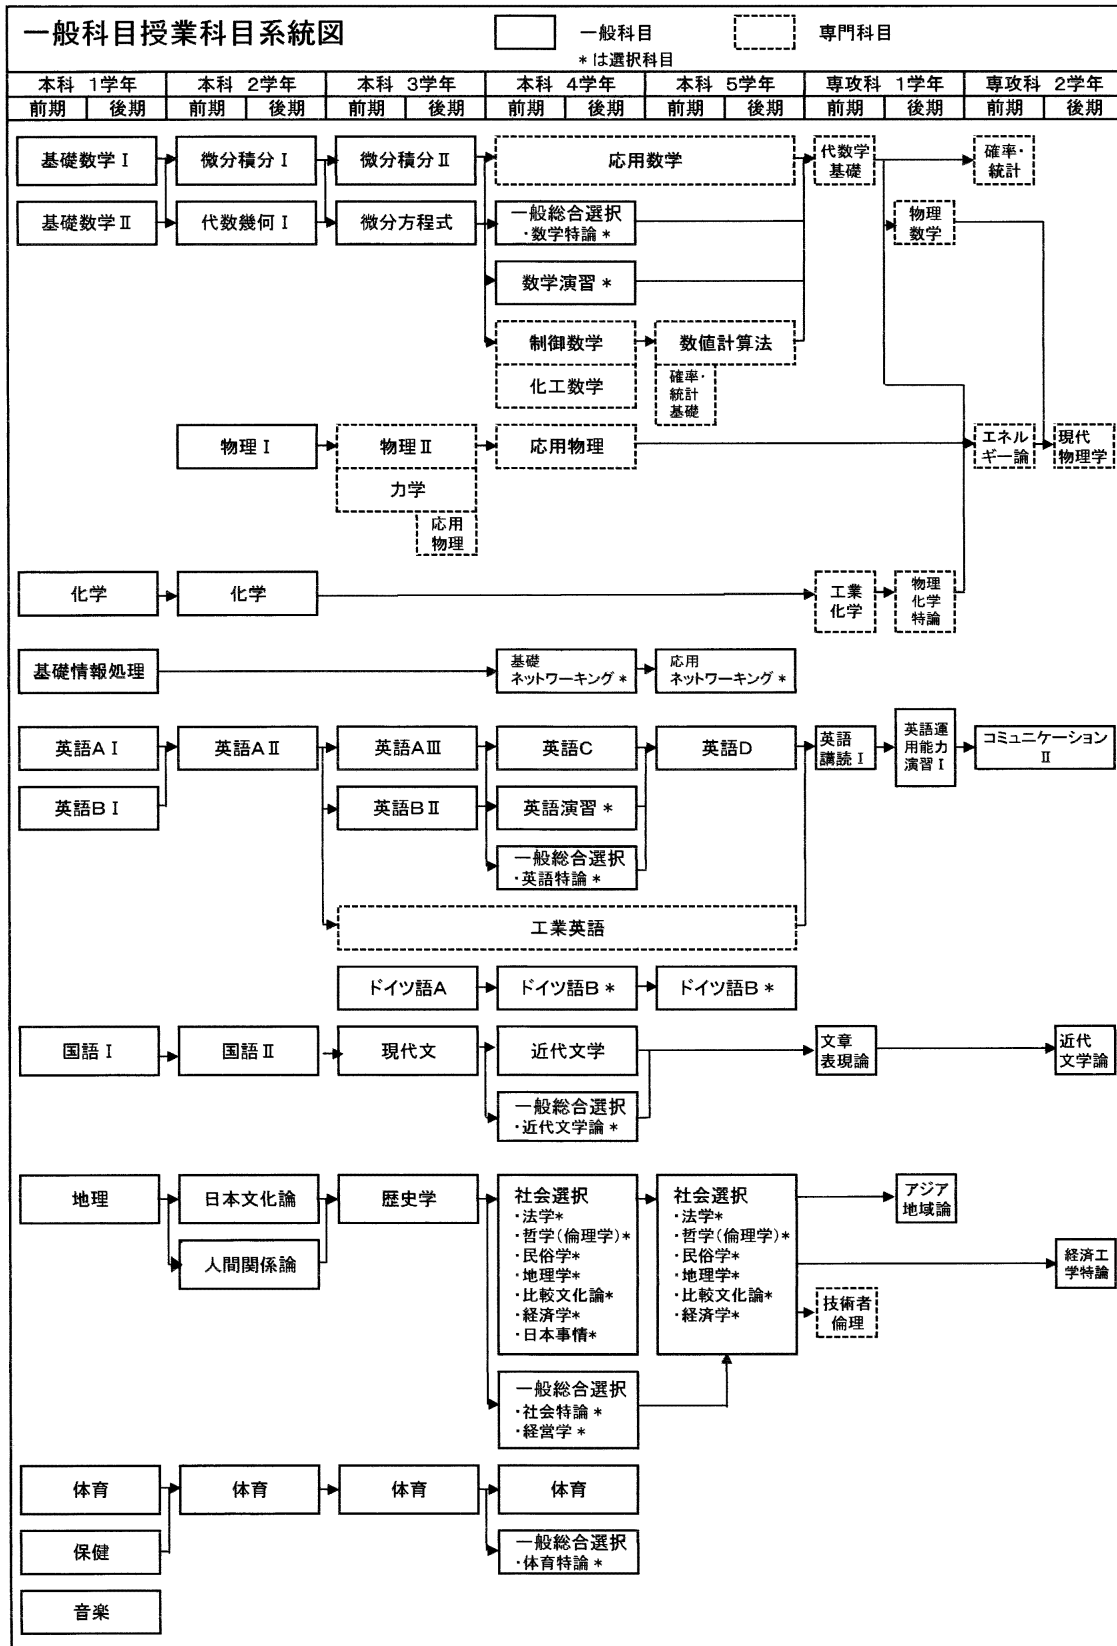 一般科目授業科目系統図
一般科目
専門科目
*は選択科目
本科 1学年
本科 2学年
本科 3学年
本科 4学年
本科 5学年
専攻科 1学年
専攻科 2学年
前期 後期 前期 後期 前期 後期 前期 後期 前期 後期 前期 後期 前期 後期
基礎数学Ⅰ
微分積分Ⅰ
微分積分Ⅱ
応用数学
代数学
基礎
確率・
統計
基礎数学Ⅱ
代数幾何Ⅰ
微分方程式
一般総合選択
・数学特論*
物理
数学
数学演習*
制御数学
数値計算法
化工数学
確率・
統計
基礎
物理Ⅰ
物理Ⅱ
応用物理
エネル
ギー論
現代
物理学
力学
応用
物理
化学
化学
工業
化学
物理
化学
特論
基礎情報処理
基礎
ネットワーキング*
応用
ネットワーキング*
英語AⅠ
英語AⅡ
英語AⅢ
英語C
英語D
英語
講読Ⅰ
英語運
用能力
演習Ⅰ
コミュニケーション
Ⅱ
英語BⅠ
英語BⅡ
英語演習*
一般総合選択
・英語特論*
工業英語
ドイツ語A
ドイツ語B*
ドイツ語B*
国語Ⅰ
国語Ⅱ
現代文
近代文学
文章
表現論
近代
文学論
一般総合選択
・近代文学論*
地理
日本文化論
歴史学
社会選択
・法学*
・哲学(倫理学)*
・民俗学*
・地理学*
・比較文化論*
・経済学*
・日本事情*
社会選択
・法学*
・哲学(倫理学)*
・民俗学*
・地理学*
・比較文化論*
・経済学*
アジア
地域論
人間関係論
経済工
学特論
技術者
倫理
一般総合選択
・社会特論*
・経営学*
体育
体育
体育
体育
保健
一般総合選択
・体育特論*
音楽